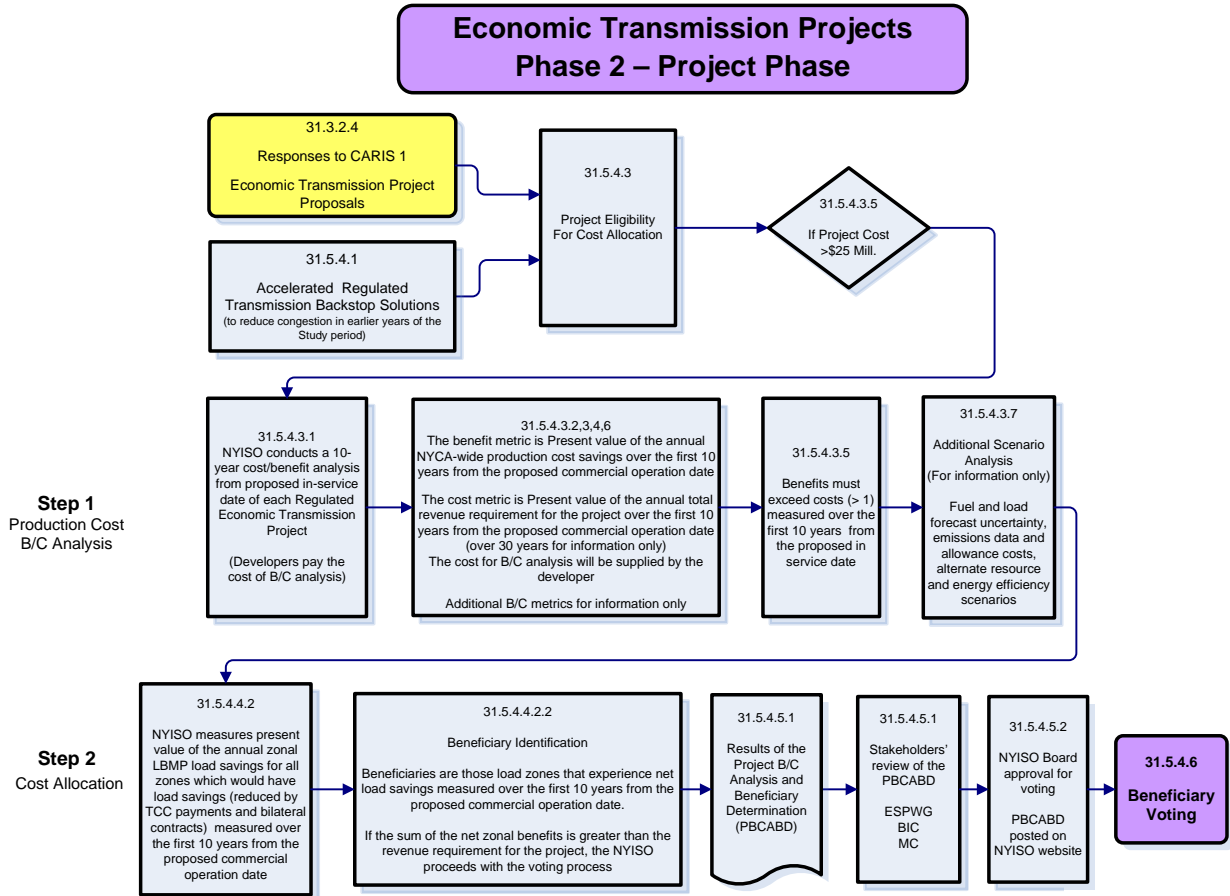 Economic Transmission Projects
Phase 2 – Project Phase
31.3.2.4
Responses to CARIS 1
Economic Transmission Project
Proposals
31.5.4.1
Accelerated Regulated
Transmission Backstop Solutions
(to reduce congestion in earlier years of the
Study period)
31.5.4.3
Project Eligibility
For Cost Allocation
31.5.4.3.5
If Project Cost
>$25 Mill.
Step 1
Production Cost
B/C Analysis
31.5.4.3.1
NYISO conducts a 10-
year cost/benefit analysis
from proposed in-service
date of each Regulated
Economic Transmission
Project
(Developers pay the
cost of B/C analysis)
31.5.4.3.2,3,4,6
The benefit metric is Present value of the annual
NYCA-wide production cost savings over the first 10
years from the proposed commercial operation date
The cost metric is Present value of the annual total
revenue requirement for the project over the first 10
years from the proposed commercial operation date
(over 30 years for information only)
The cost for B/C analysis will be supplied by the
developer
Additional B/C metrics for information only
31.5.4.3.5
Benefits must
exceed costs (> 1)
measured over the
first 10 years from
the proposed in
service date
31.5.4.3.7
Additional Scenario
Analysis
(For information only)
Fuel and load
forecast uncertainty,
emissions data and
allowance costs,
alternate resource
and energy efficiency
scenarios
Step 2
Cost Allocation
31.5.4.4.2
NYISO measures present
value of the annual zonal
LBMP load savings for all
zones which would have
load savings (reduced by
TCC payments and bilateral
contracts) measured over
the first 10 years from the
proposed commercial
operation date
31.5.4.4.2.2
Beneficiary Identification
Beneficiaries are those load zones that experience net
load savings measured over the first 10 years from the
proposed commercial operation date.
If the sum of the net zonal benefits is greater than the
revenue requirement for the project, the NYISO
proceeds with the voting process
31.5.4.5.1
Results of the
Project B/C
Analysis and
Beneficiary
Determination
(PBCABD)
31.5.4.5.1
Stakeholders'
review of the
PBCABD
ESPWG
BIC
MC
31.5.4.5.2
NYISO Board
approval for
voting
PBCABD
posted on
NYISO website
31.5.4.6
Beneficiary
Voting